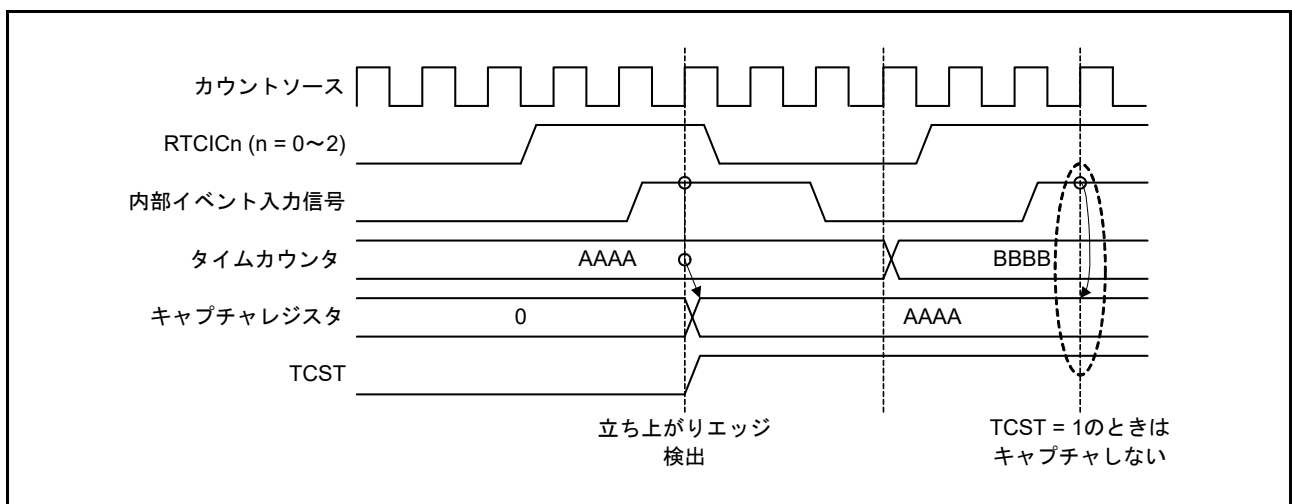 カウントソース
RTCICn (n = 0～2)
内部イベント入力信号
タイムカウンタ
AAAA
BBBB
キャプチャレジスタ
0
AAAA
TCST
立ち上がりエッジ
検出
TCST = 1のときは
キャプチャしない